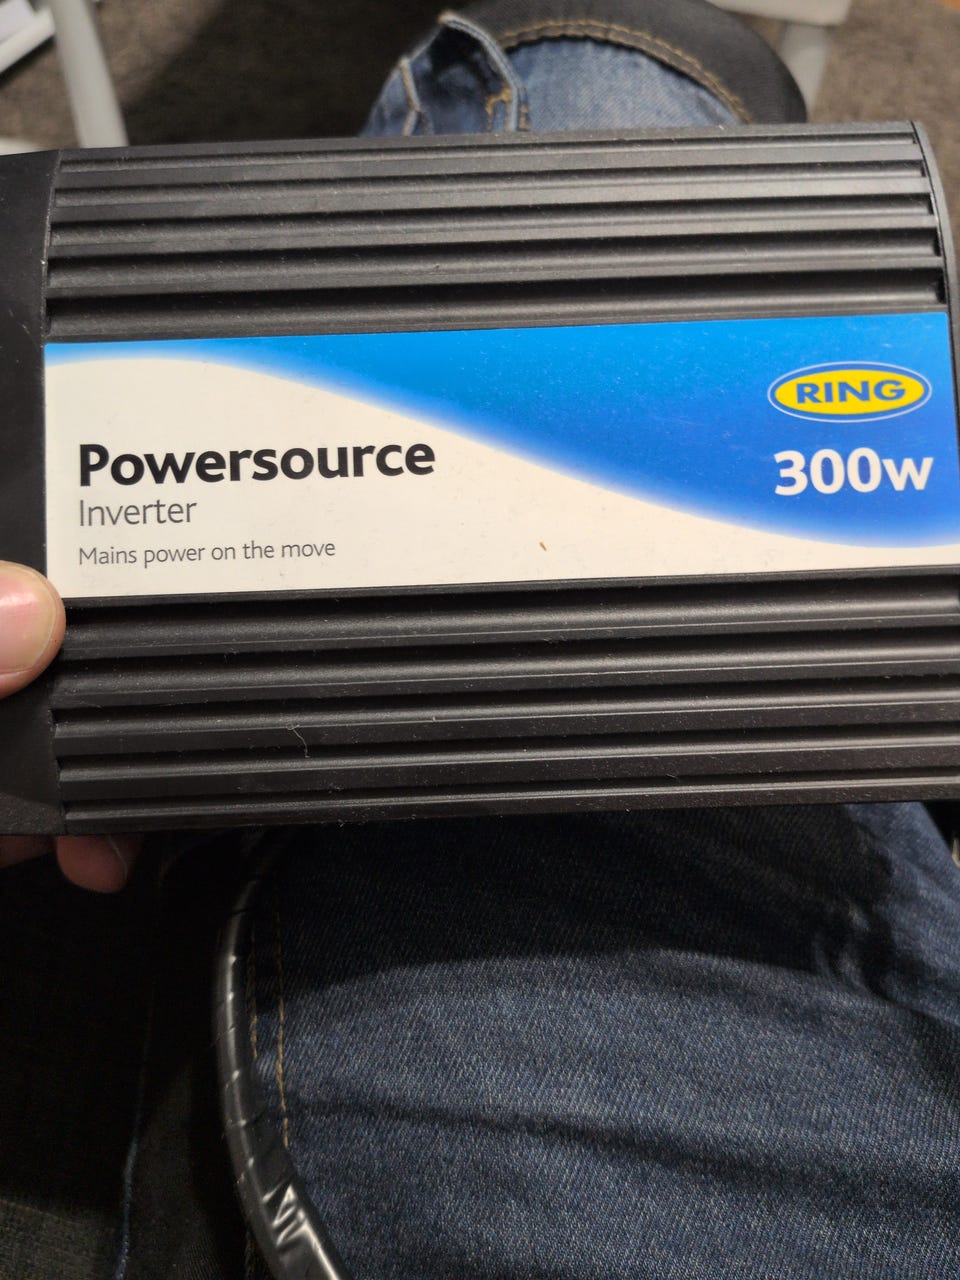 RING
300w
Powersource
Inverter
Mains power on the move